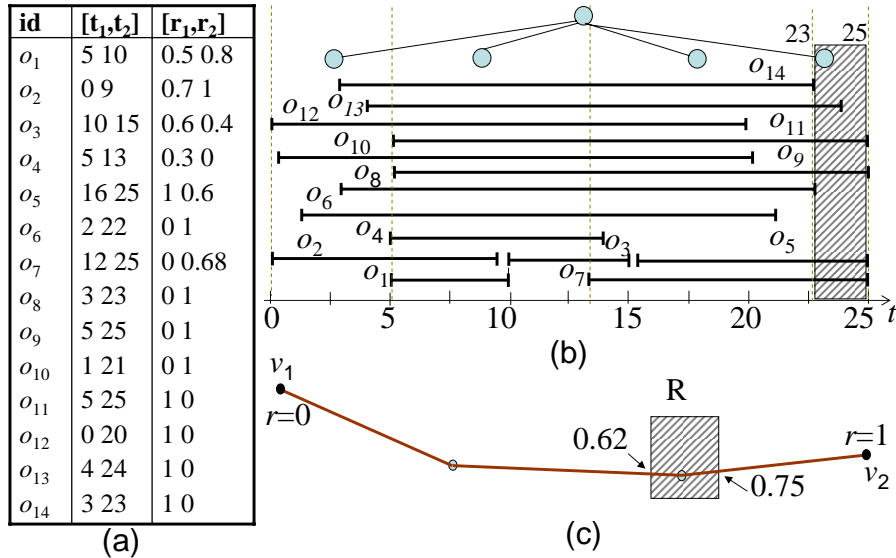 id [t1,t2] [r1,r2]
o1 5 10 0.5 0.8
o2 0 9 0.7 1
o3 10 15 0.6 0.4
o4 5 13 0.3 0
o5 16 25 1 0.6
o6 2 22 0 1
o7 12 25 0 0.68
o8 3 23 0 1
o9 5 25 0 1
o10 1 21 0 1
o11 5 25 1 0
o12 0 20 1 0
o13 4 24 1 0
o14 3 23 1 0
(a)
23 25
o14
o12 o13
o11
o10
o9
o8
o6
o4 o5
o2 o3
o1 o7
0 5 10 15 20 25 t
(b)
v1
r=0
R
0.62
r=1
0.75
v2
(c)